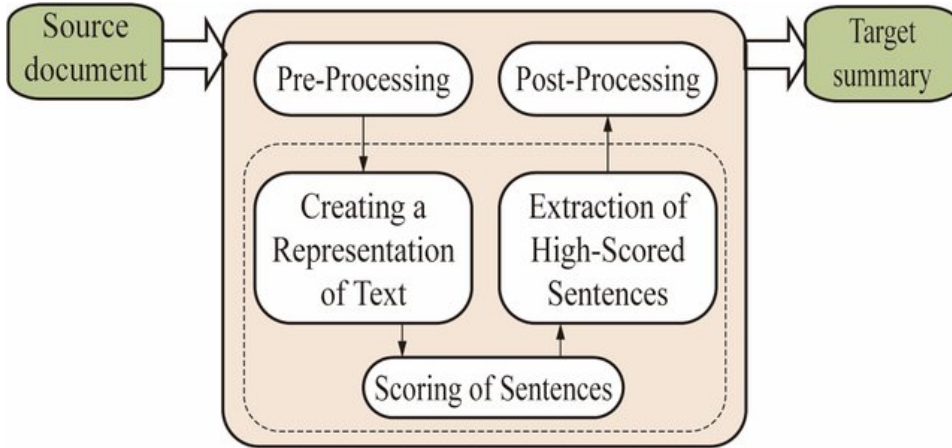 Source
document
Pre-Processing
Post-Processing
Target
summary
Creating a
Representation
of Text
Extraction of
High-Scored
Sentences
Scoring of Sentences